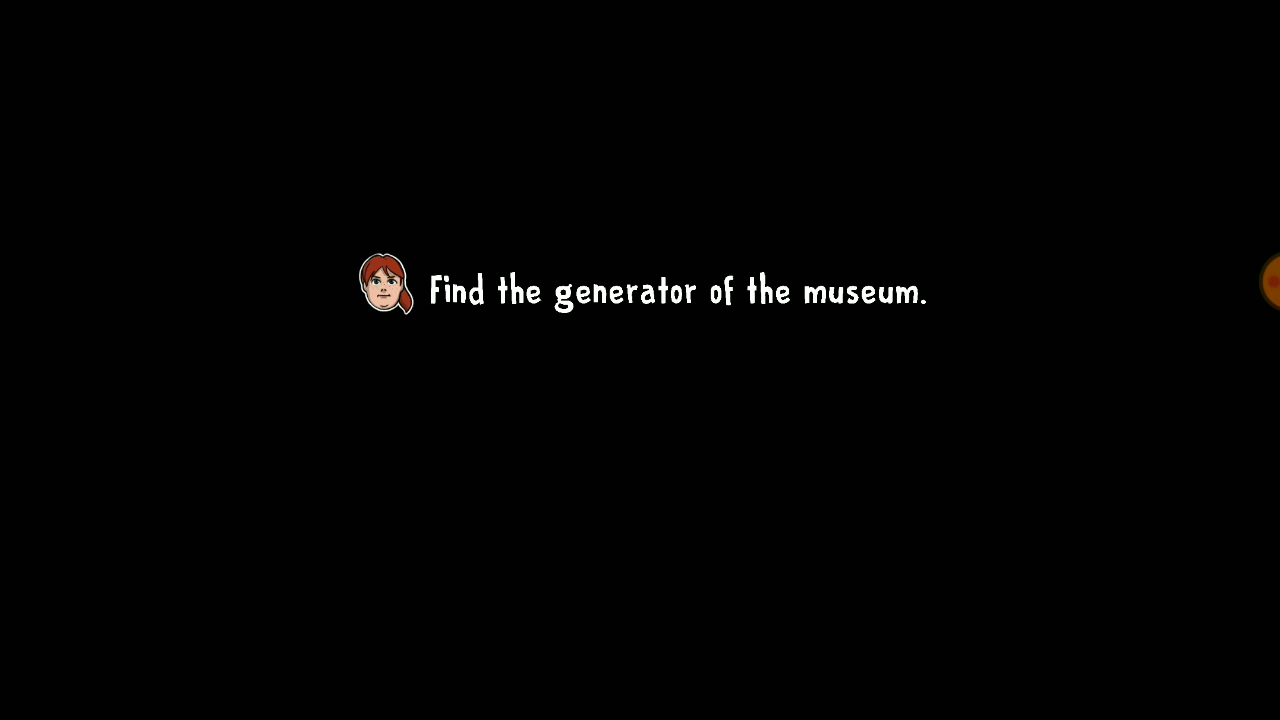 Find the generator of the museum.